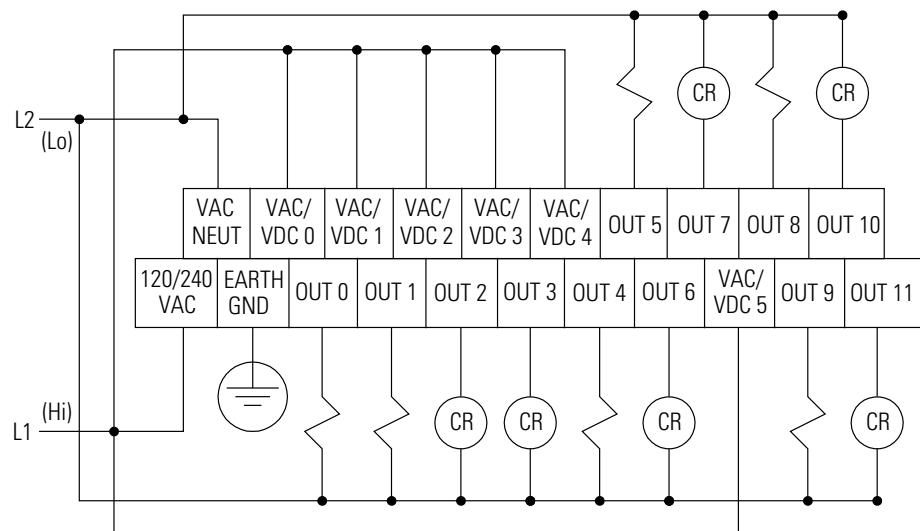 CR CR
L2
(Lo)
VAC NEUT
VAC/ VDC 0
VAC/ VDC 1
VAC/ VDC 2
VAC/ VDC 3
VAC/ VDC 4
OUT 5
OUT 7
OUT 8
OUT 10
120/240 VAC
EARTH GND
OUT 0
OUT 1
OUT 2
OUT 3
OUT 4
OUT 6
VAC/ VDC 5
OUT 9
OUT 11
(Hi)
L1
CR CR CR CR